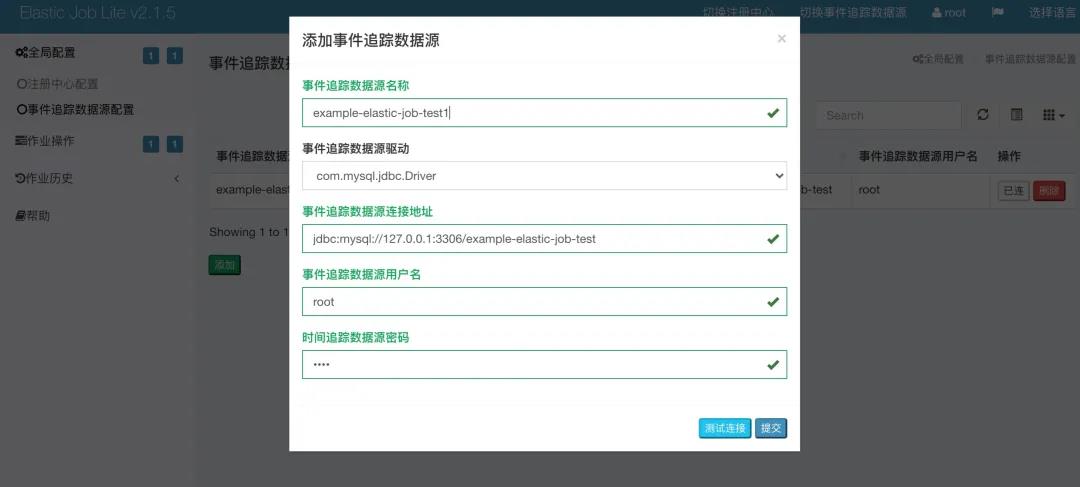 Elastic Job Lite v2.1.5
切换注册中心 切换事件追踪数据源 root 选择语言
全局配置 1 1
注册中心配置
事件追踪数据源配置
作业操作 1 1
作业历史
帮助
事件追踪数据
全局配置 事件追踪数据源配置
Search
事件追踪数据源 事件追踪数据源用户名 操作
example-elast b-test root 已连 删除
Showing 1 to 1
添加
添加事件追踪数据源 ×
事件追踪数据源名称
example-elastic-job-test1
事件追踪数据源驱动
com.mysql.jdbc.Driver
事件追踪数据源连接地址
jdbc:mysql://127.0.0.1:3306/example-elastic-job-test
事件追踪数据源用户名
root
时间追踪数据源密码
••••
测试连接 提交